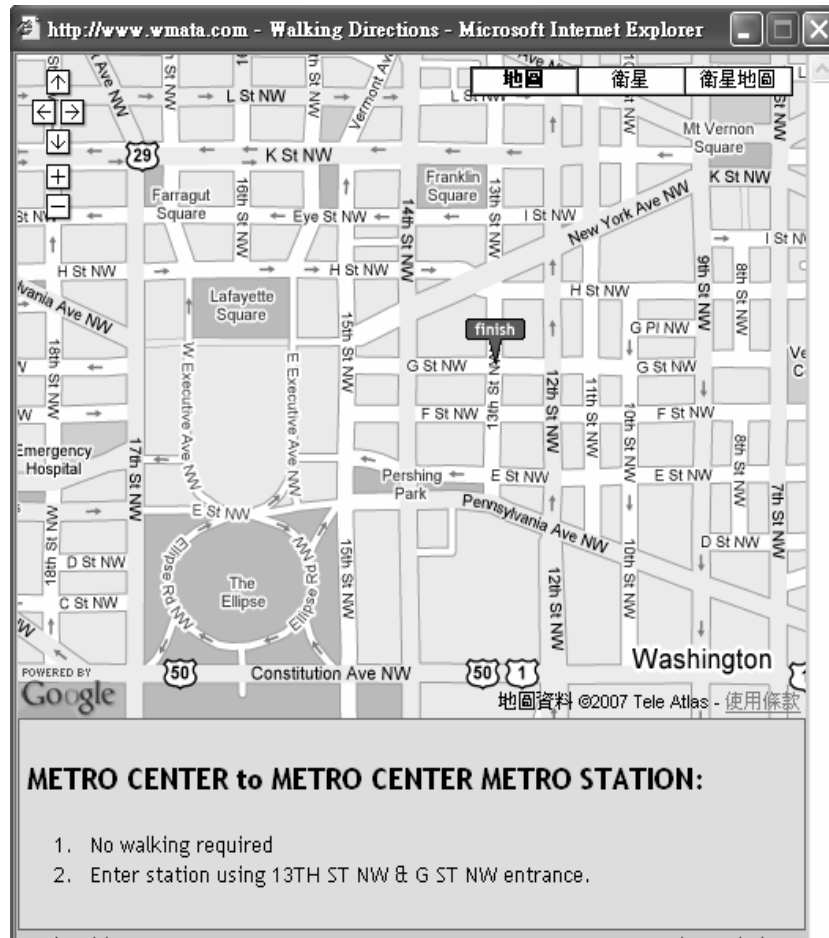 http://www.wmata.com - Walking Directions - Microsoft Internet Explorer
地圖 衛星 衛星地圖
L St NW
Vermont Ave
Mt Vernon Square
29
K St NW
K St NW
Farragut Square
16th St NW
Franklin Square
13th St NW
14th St NW
Eye St NW
I St NW
New York Ave NW
I St N
H St NW
H St NW
H St NW
9th St NW
8th St NW
vania Ave NW
Lafayette Square
15th St NW
finish
G Pl NW
18th St NW
W Executive Ave NW
E Executive Ave NW
G St NW
G St NW
13th St NW
12th St NW
11th St NW
10th St NW
F St NW
F St NW
17th St NW
Emergency Hospital
8th St NW
Pershing Park
E St NW
E St NW
7th St NW
E St NW
Pennsylvania Ave NW
18th St NW
D St NW
Ellipse Rd NW
The Ellipse
Ellipse Rd NW
15th St NW
12th St NW
10th St NW
D St NW
C St NW
Washington
POWERED BY
Google
50
Constitution Ave NW
50
1
地圖資料 ©2007 Tele Atlas - 使用條款
METRO CENTER to METRO CENTER METRO STATION:
1. No walking required
2. Enter station using 13TH ST NW & G ST NW entrance.